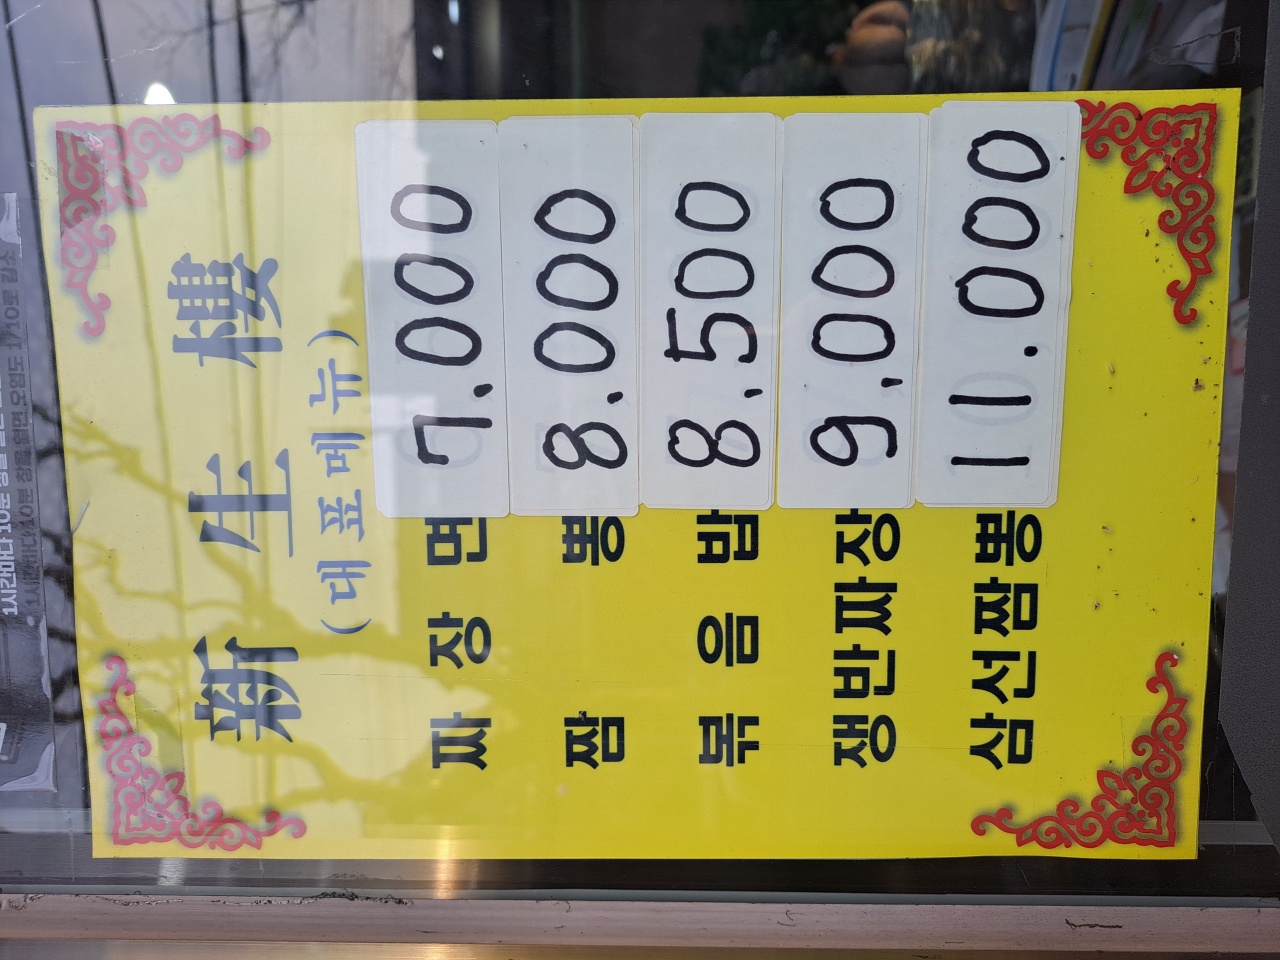 新生樓
(대표메뉴)
짜장면 7,000
짬뽕 8,000
볶음밥 8,500
쟁반짜장 9,000
삼선짬뽕 11.000